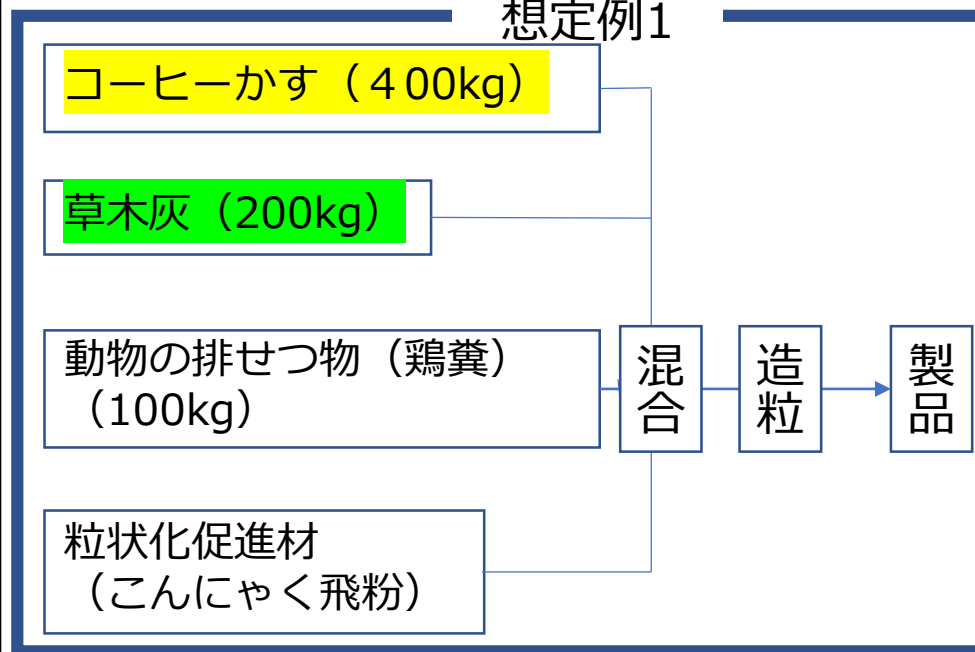 想定例1
コーヒーかす（４00kg）
草木灰（200kg）
動物の排せつ物（鶏糞）
（100kg）
混合
造粒
製品
粒状化促進材
（こんにゃく飛粉）